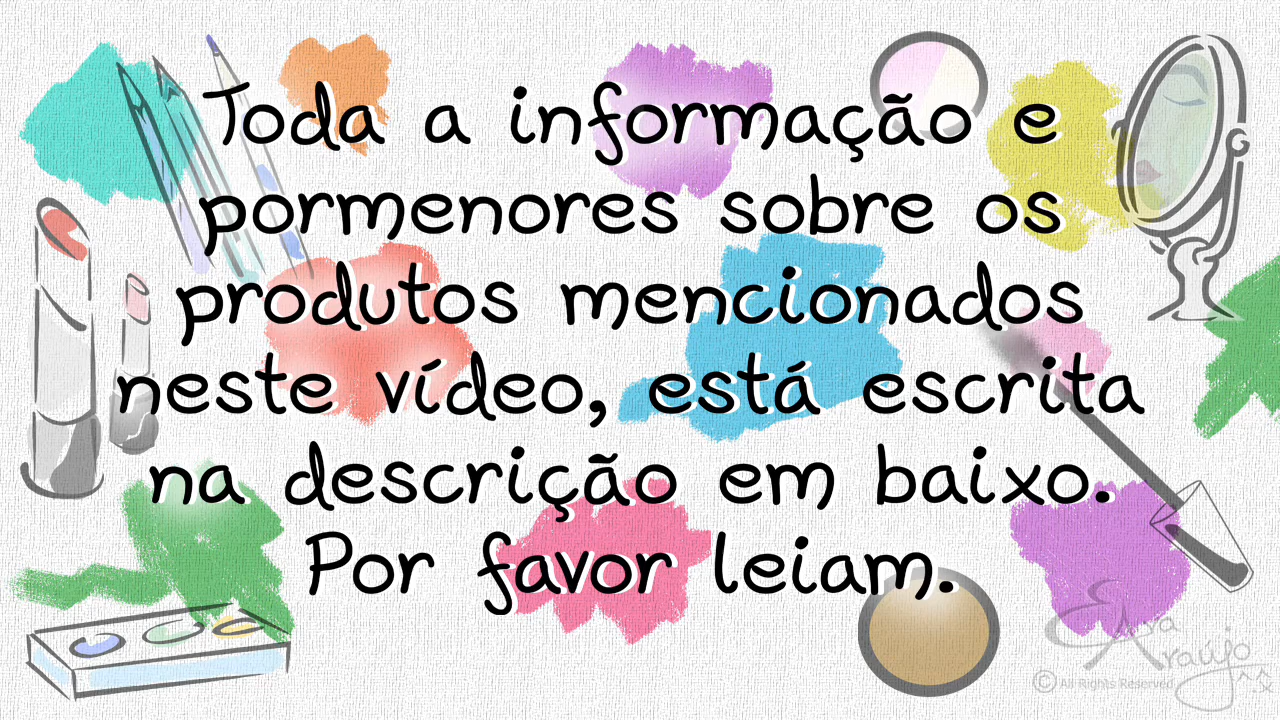 Toda a informação e
pormenores sobre os
produtos mencionados
neste vídeo, está escrita
na descrição em baixo.
Por favor leiam.
Araújo
© All Rights Reserved